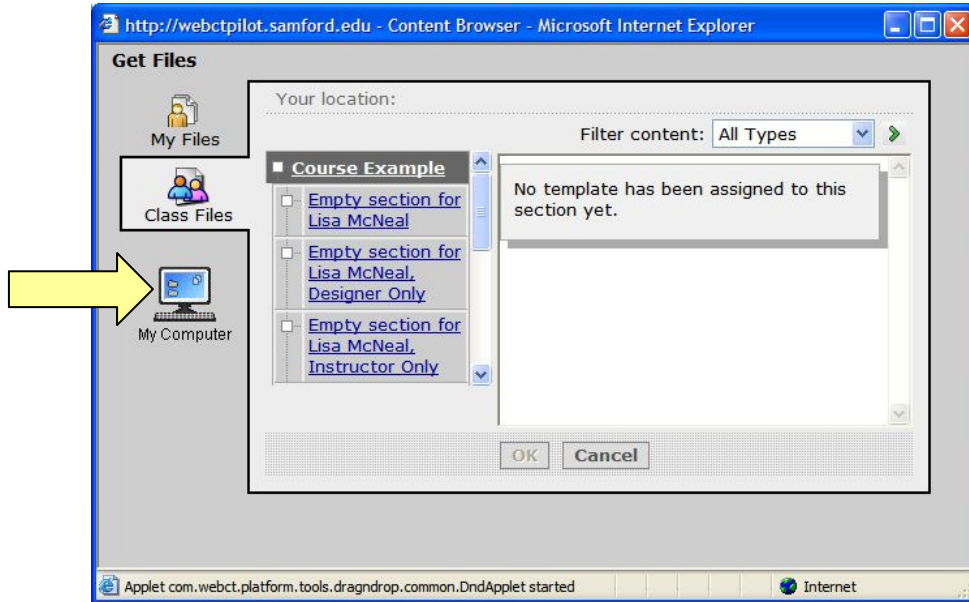 http://webctpilot.samford.edu - Content Browser - Microsoft Internet Explorer
Get Files
My Files
Class Files
My Computer
Your location:
Filter content: All Types
Course Example
Empty section for
Lisa McNeal
Empty section for
Lisa McNeal,
Designer Only
Empty section for
Lisa McNeal,
Instructor Only
No template has been assigned to this
section yet.
OK Cancel
Applet com.webct.platform.tools.dragndrop.common.DndApplet started Internet